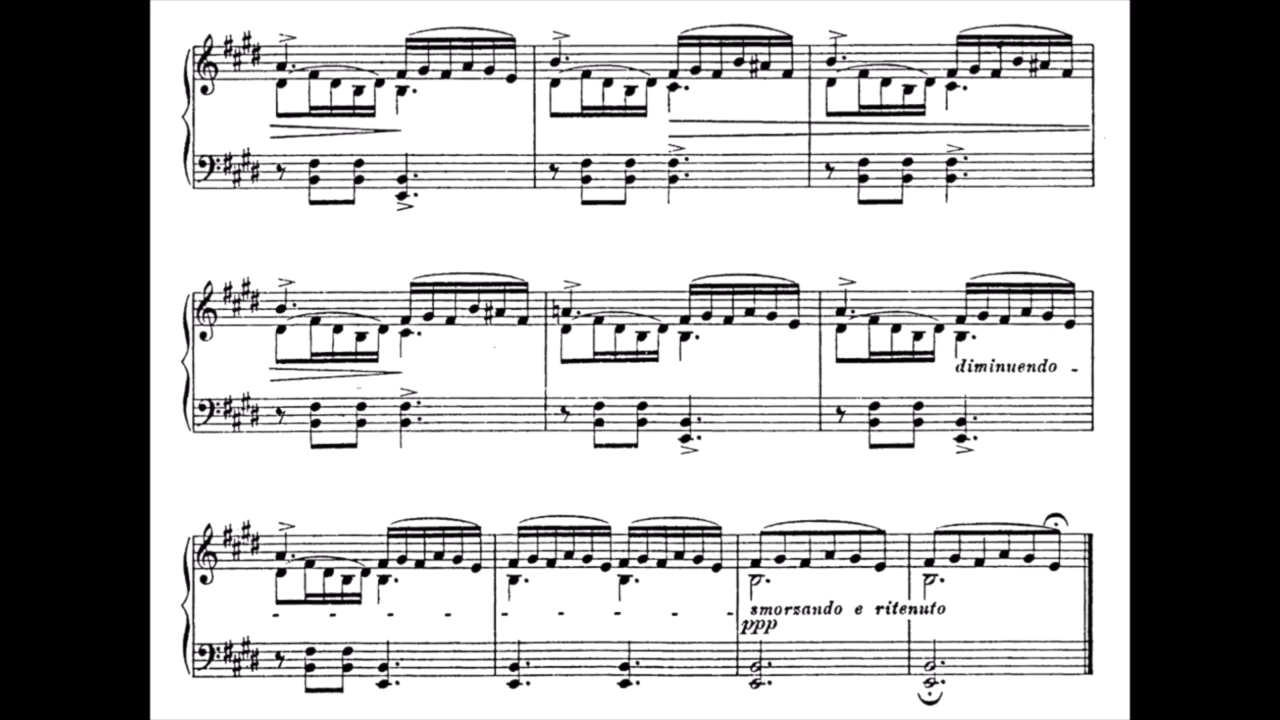 diminuendo -
- - - - - - - smorzando e ritenuto
ppp